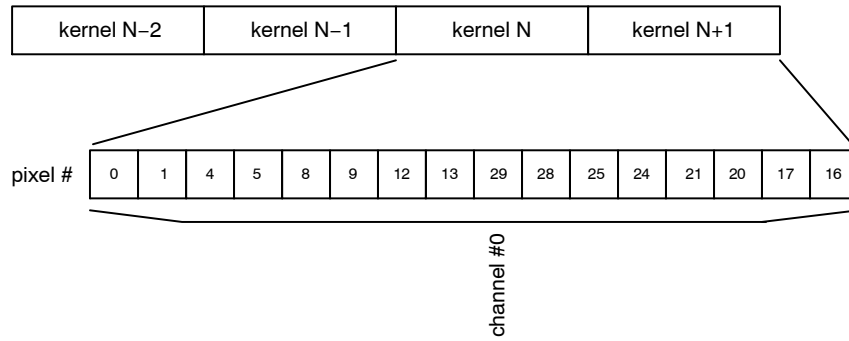 kernel N−2 kernel N−1 kernel N kernel N+1
pixel # 0 1 4 5 8 9 12 13 29 28 25 24 21 20 17 16
channel #0